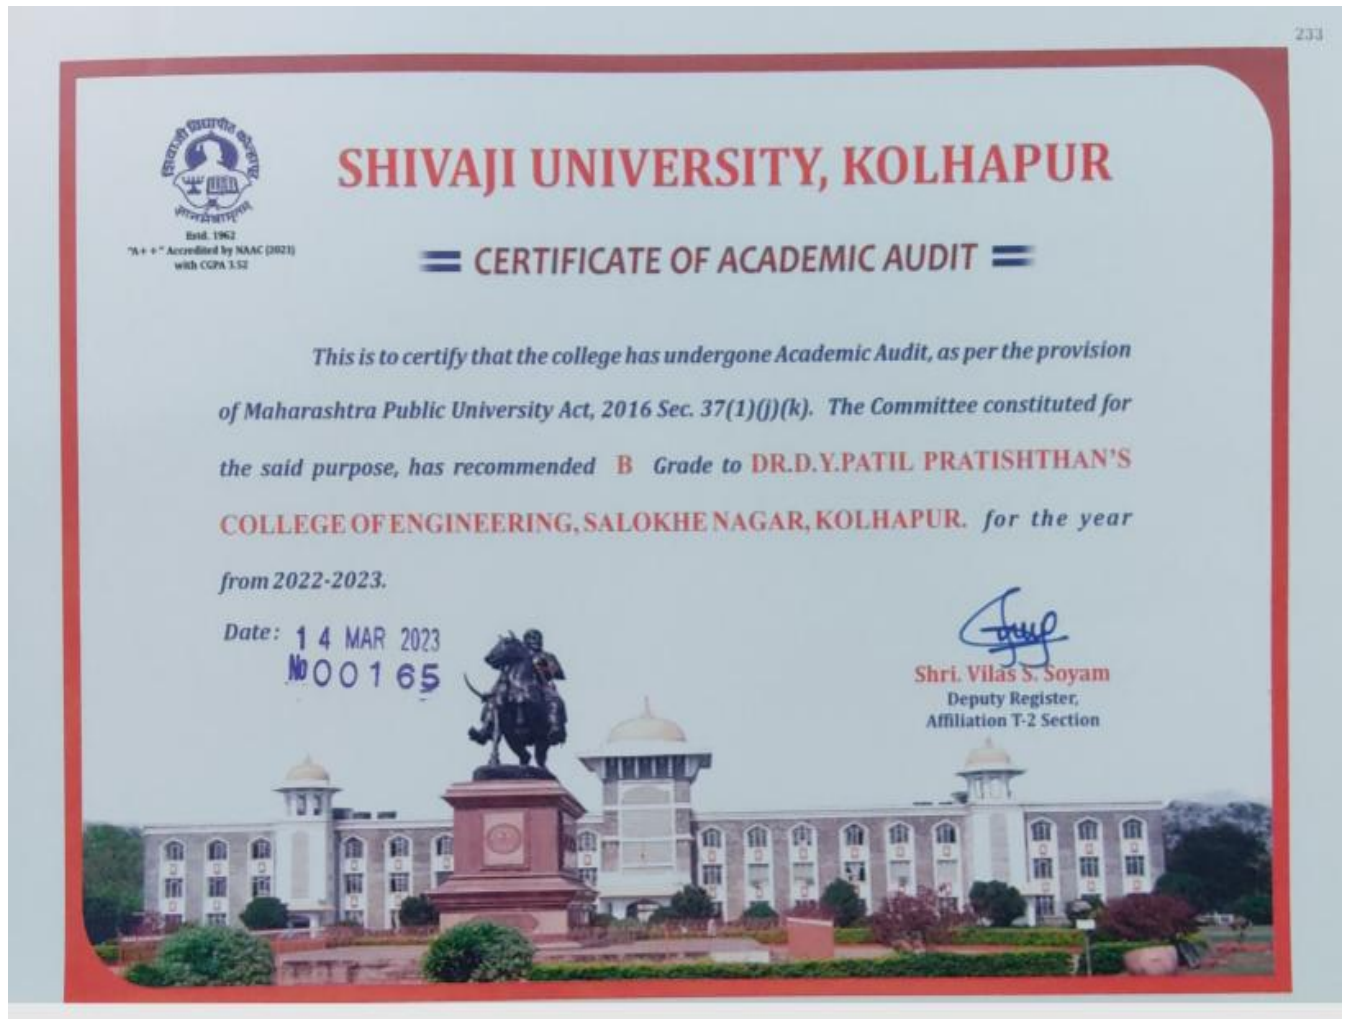 233
शिवाजी विद्यापीठ कोल्हापूर
ज्ञानमेवामृतम्
Estd. 1962
"A++" Accredited by NAAC (2021)
with CGPA 3.52
SHIVAJI UNIVERSITY, KOLHAPUR
CERTIFICATE OF ACADEMIC AUDIT
This is to certify that the college has undergone Academic Audit, as per the provision
of Maharashtra Public University Act, 2016 Sec. 37(1)(j)(k). The Committee constituted for
the said purpose, has recommended B Grade to DR.D.Y.PATIL PRATISHTHAN'S
COLLEGE OF ENGINEERING, SALOKHE NAGAR, KOLHAPUR. for the year
from 2022-2023.
Date: 14 MAR 2023
No 00165
Shri. Vilas S. Soyam
Deputy Register,
Affiliation T-2 Section